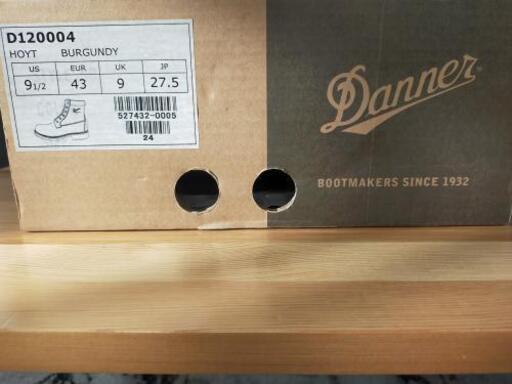 D120004
HOYT BURGUNDY
US EUR UK JP
9 1/2 43 9 27.5
527432-0005
24
Danner
BOOTMAKERS SINCE 1932